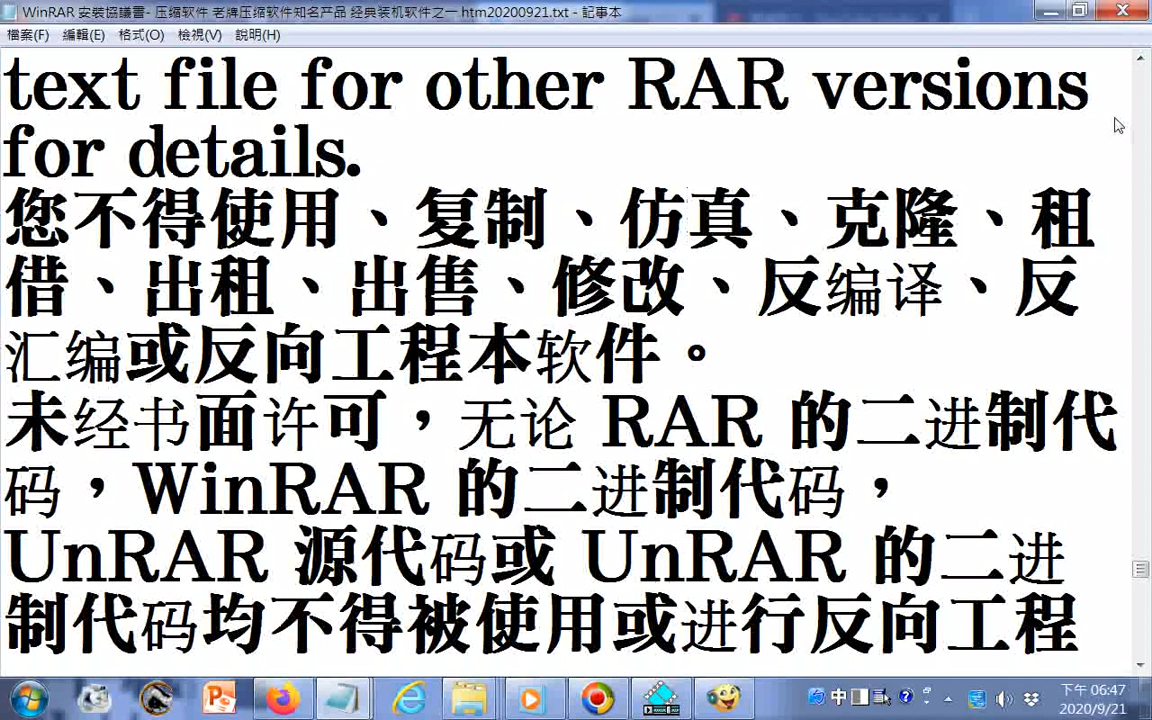 WinRAR 安裝協議書- 压缩软件 老牌压缩软件知名产品 经典装机软件之一.htm20200921.txt - 記事本
檔案(F) 編輯(E) 格式(O) 檢視(V) 說明(H)
text file for other RAR versions
for details.
您不得使用、复制、仿真、克隆、租
借、出租、出售、修改、反编译、反
汇编或反向工程本软件。
未经书面许可，无论 RAR 的二进制代
码，WinRAR 的二进制代码，
UnRAR 源代码或 UnRAR 的二进
制代码均不得被使用或进行反向工程
中
下午 06:47
2020/9/21